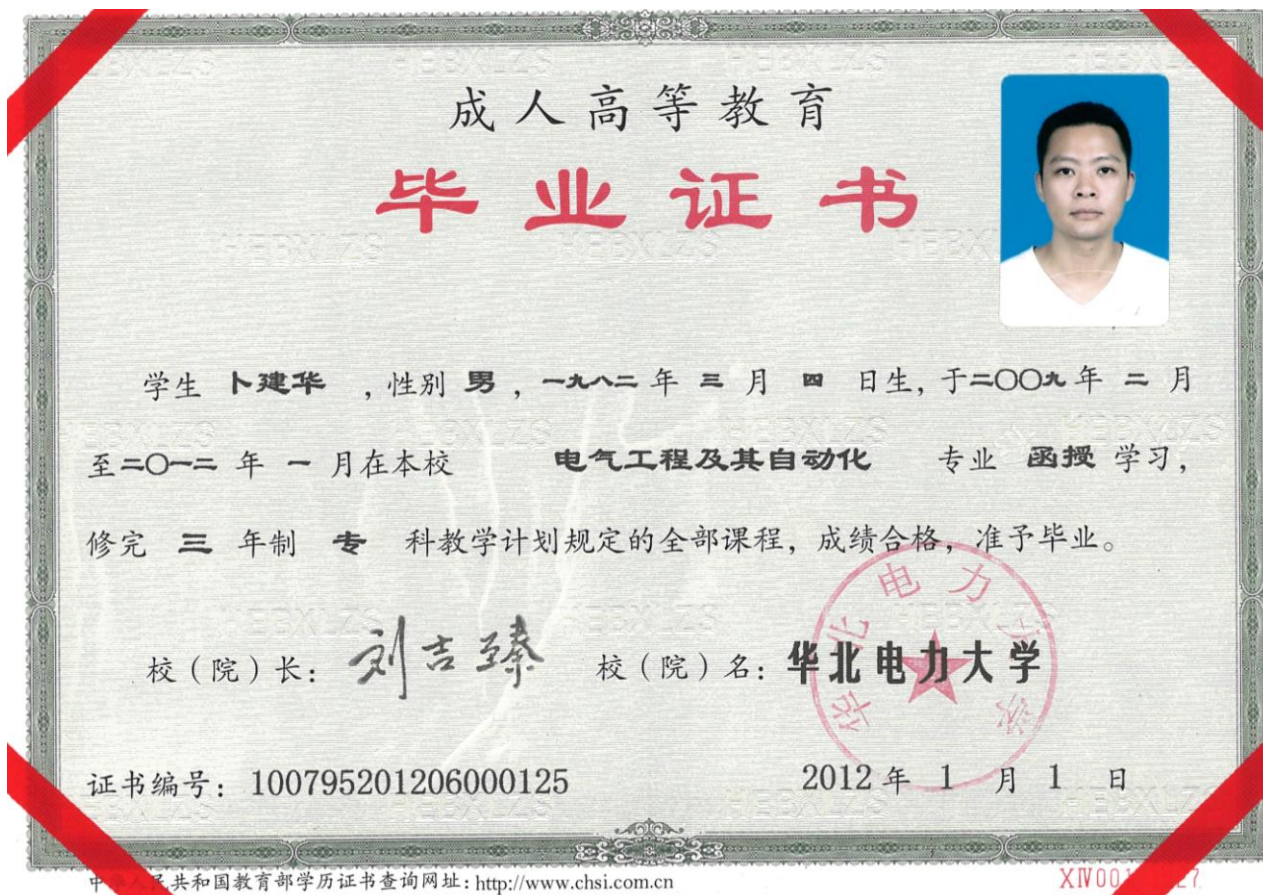 成人高等教育
毕业证书
学生 卜建华 ，性别 男 ，一九八二 年 三 月 四 日生，于二〇〇九 年 二 月
至二〇一二 年 一 月在本校 电气工程及其自动化 专业 函授 学习，
修完 三 年制 专 科教学计划规定的全部课程，成绩合格，准予毕业。
校（院）长：刘吉臻 校（院）名：华北电力大学
华北电力大学
证书编号：100795201206000125 2012 年 1 月 1 日
共和国教育部学历证书查询网址：http://www.chsi.com.cn
HEBXLZS